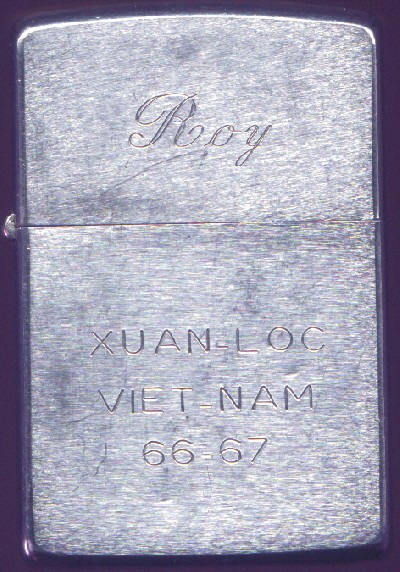 Roy
XUAN-LOC
VIET-NAM
66-67